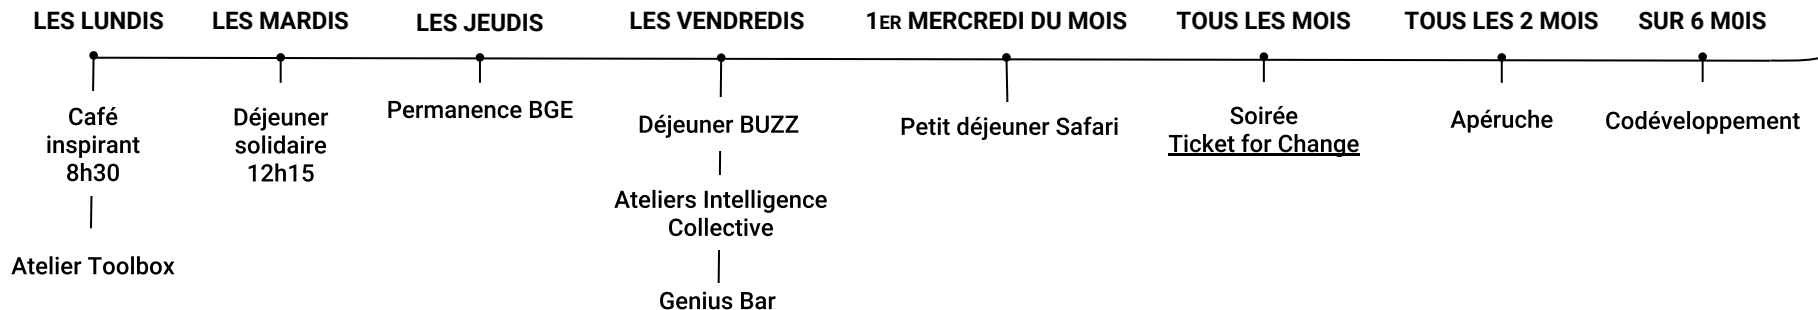 LES LUNDIS
LES MARDIS
LES JEUDIS
LES VENDREDIS
1ER MERCREDI DU MOIS
TOUS LES MOIS
TOUS LES 2 MOIS
SUR 6 M0IS
Café
inspirant
8h30
Atelier Toolbox
Déjeuner
solidaire
12h15
Permanence BGE
Déjeuner BUZZ
Ateliers Intelligence
Collective
Genius Bar
Petit déjeuner Safari
Soirée
Ticket for Change
Apéruche
Codéveloppement